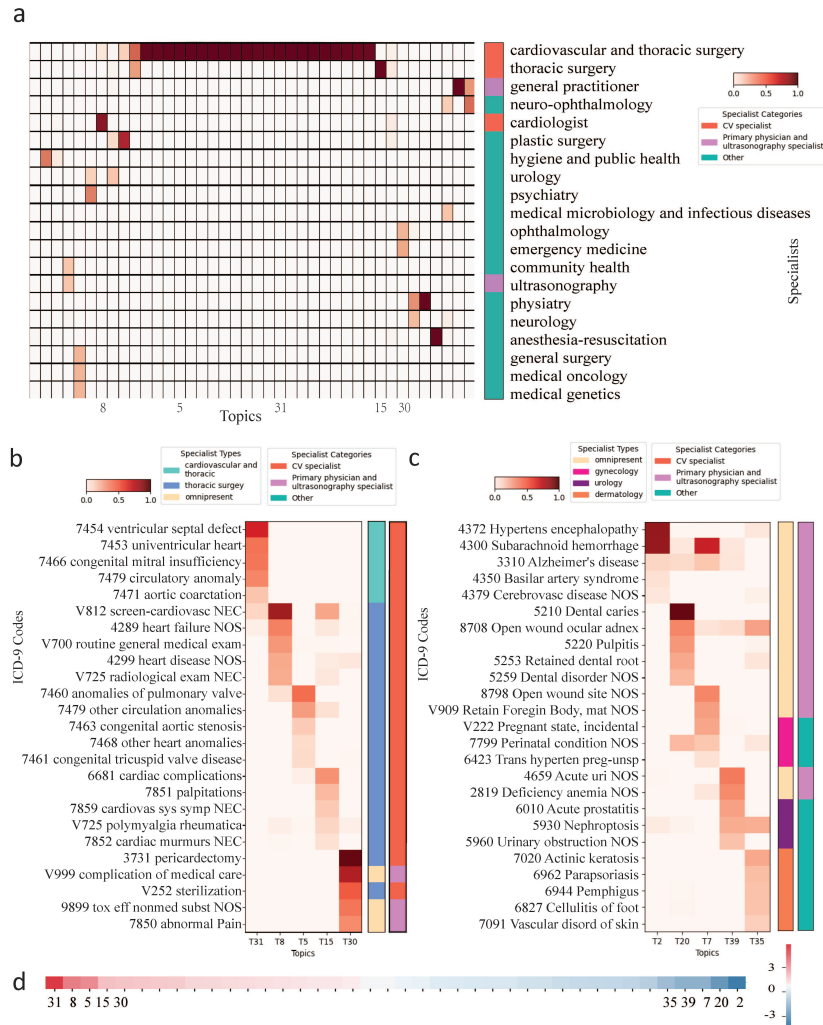 a
cardiovascular and thoracic surgery
thoracic surgery
general practitioner
neuro-ophthalmology
cardiologist
plastic surgery
hygiene and public health
urology
psychiatry
medical microbiology and infectious diseases
ophthalmology
emergency medicine
community health
ultrasonography
physiatry
neurology
anesthesia-resuscitation
general surgery
medical oncology
medical genetics
0.0 0.5 1.0
Specialist Categories
CV specialist
Primary physician and
ultrasonography specialist
Other
Specialists
8 5 31 15 30
Topics
b
0.0 0.5 1.0
Specialist Types
cardiovascular and
thoracic
thoracic surgey
omnipresent
Specialist Categories
CV specialist
Primary physician and
ultrasonography specialist
Other
ICD-9 Codes
7454 ventricular septal defect
7453 univentricular heart
7466 congenital mitral insufficiency
7479 circulatory anomaly
7471 aortic coarctation
V812 screen-cardiovasc NEC
4289 heart failure NOS
V700 routine general medical exam
4299 heart disease NOS
V725 radiological exam NEC
7460 anomalies of pulmonary valve
7479 other circulation anomalies
7463 congenital aortic stenosis
7468 other heart anomalies
7461 congenital tricuspid valve disease
6681 cardiac complications
7851 palpitations
7859 cardiovas sys symp NEC
V725 polymyalgia rheumatica
7852 cardiac murmurs NEC
3731 pericardectomy
V999 complication of medical care
V252 sterilization
9899 tox eff nonmed subst NOS
7850 abnormal Pain
T31 T8 T5 T15 T30
Topics
c
0.0 0.5 1.0
Specialist Types
omnipresent
gynecology
urology
dermatology
Specialist Categories
CV specialist
Primary physician and
ultrasonography specialist
Other
ICD-9 Codes
4372 Hypertens encephalopathy
4300 Subarachnoid hemorrhage
3310 Alzheimer's disease
4350 Basilar artery syndrome
4379 Cerebrovasc disease NOS
5210 Dental caries
8708 Open wound ocular adnex
5220 Pulpitis
5253 Retained dental root
5259 Dental disorder NOS
8798 Open wound site NOS
V909 Retain Foregin Body, mat NOS
V222 Pregnant state, incidental
7799 Perinatal condition NOS
6423 Trans hyperten preg-unsp
4659 Acute uri NOS
2819 Deficiency anemia NOS
6010 Acute prostatitis
5930 Nephroptosis
5960 Urinary obstruction NOS
7020 Actinic keratosis
6962 Parapsoriasis
6944 Pemphigus
6827 Cellulitis of foot
7091 Vascular disord of skin
T2 T20 T7 T39 T35
Topics
d
31 8 5 15 30 35 39 7 20 2
3
0
-3